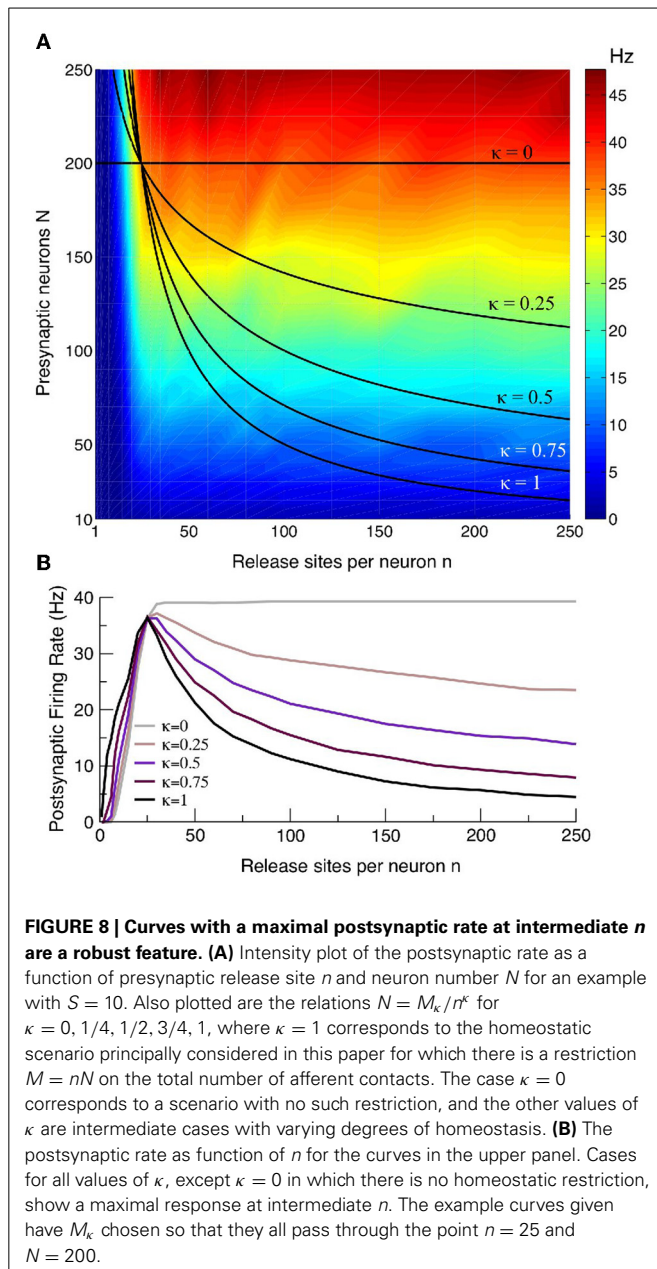 A
Hz
250
200
150
100
50
10
Presynaptic neurons N
κ = 0
κ = 0.25
κ = 0.5
κ = 0.75
κ = 1
45
40
35
30
25
20
15
10
5
0
1 50 100 150 200 250
Release sites per neuron n
B
40
30
20
10
0
Postsynaptic Firing Rate (Hz)
κ=0
κ=0.25
κ=0.5
κ=0.75
κ=1
0 50 100 150 200 250
Release sites per neuron n
FIGURE 8 | Curves with a maximal postsynaptic rate at intermediate n
are a robust feature. (A) Intensity plot of the postsynaptic rate as a
function of presynaptic release site n and neuron number N for an example
with S = 10. Also plotted are the relations N = Mκ/nκ for
κ = 0, 1/4, 1/2, 3/4, 1, where κ = 1 corresponds to the homeostatic
scenario principally considered in this paper for which there is a restriction
M = nN on the total number of afferent contacts. The case κ = 0
corresponds to a scenario with no such restriction, and the other values of
κ are intermediate cases with varying degrees of homeostasis. (B) The
postsynaptic rate as function of n for the curves in the upper panel. Cases
for all values of κ, except κ = 0 in which there is no homeostatic restriction,
show a maximal response at intermediate n. The example curves given
have Mκ chosen so that they all pass through the point n = 25 and
N = 200.